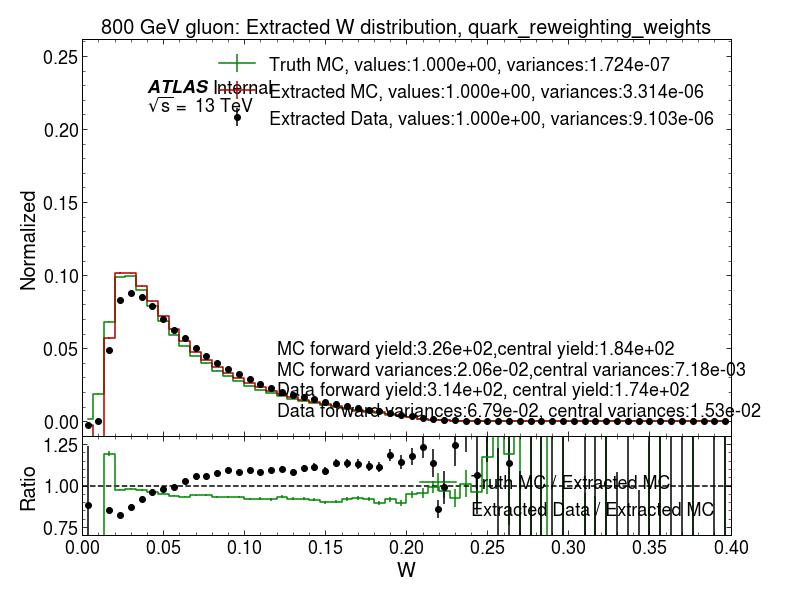 800 GeV gluon: Extracted W distribution, quark_reweighting_weights
Truth MC, values:1.000e+00, variances:1.724e-07
ATLAS Internal
Extracted MC, values:1.000e+00, variances:3.314e-06
√s = 13 TeV
Extracted Data, values:1.000e+00, variances:9.103e-06
Normalized
0.25
0.20
0.15
0.10
0.05
0.00
MC forward yield:3.26e+02,central yield:1.84e+02
MC forward variances:2.06e-02,central variances:7.18e-03
Data forward yield:3.14e+02, central yield:1.74e+02
Data forward variances:6.79e-02, central variances:1.53e-02
Ratio
1.25
1.00
0.75
Truth MC / Extracted MC
Extracted Data / Extracted MC
0.00 0.05 0.10 0.15 0.20 0.25 0.30 0.35 0.40
W